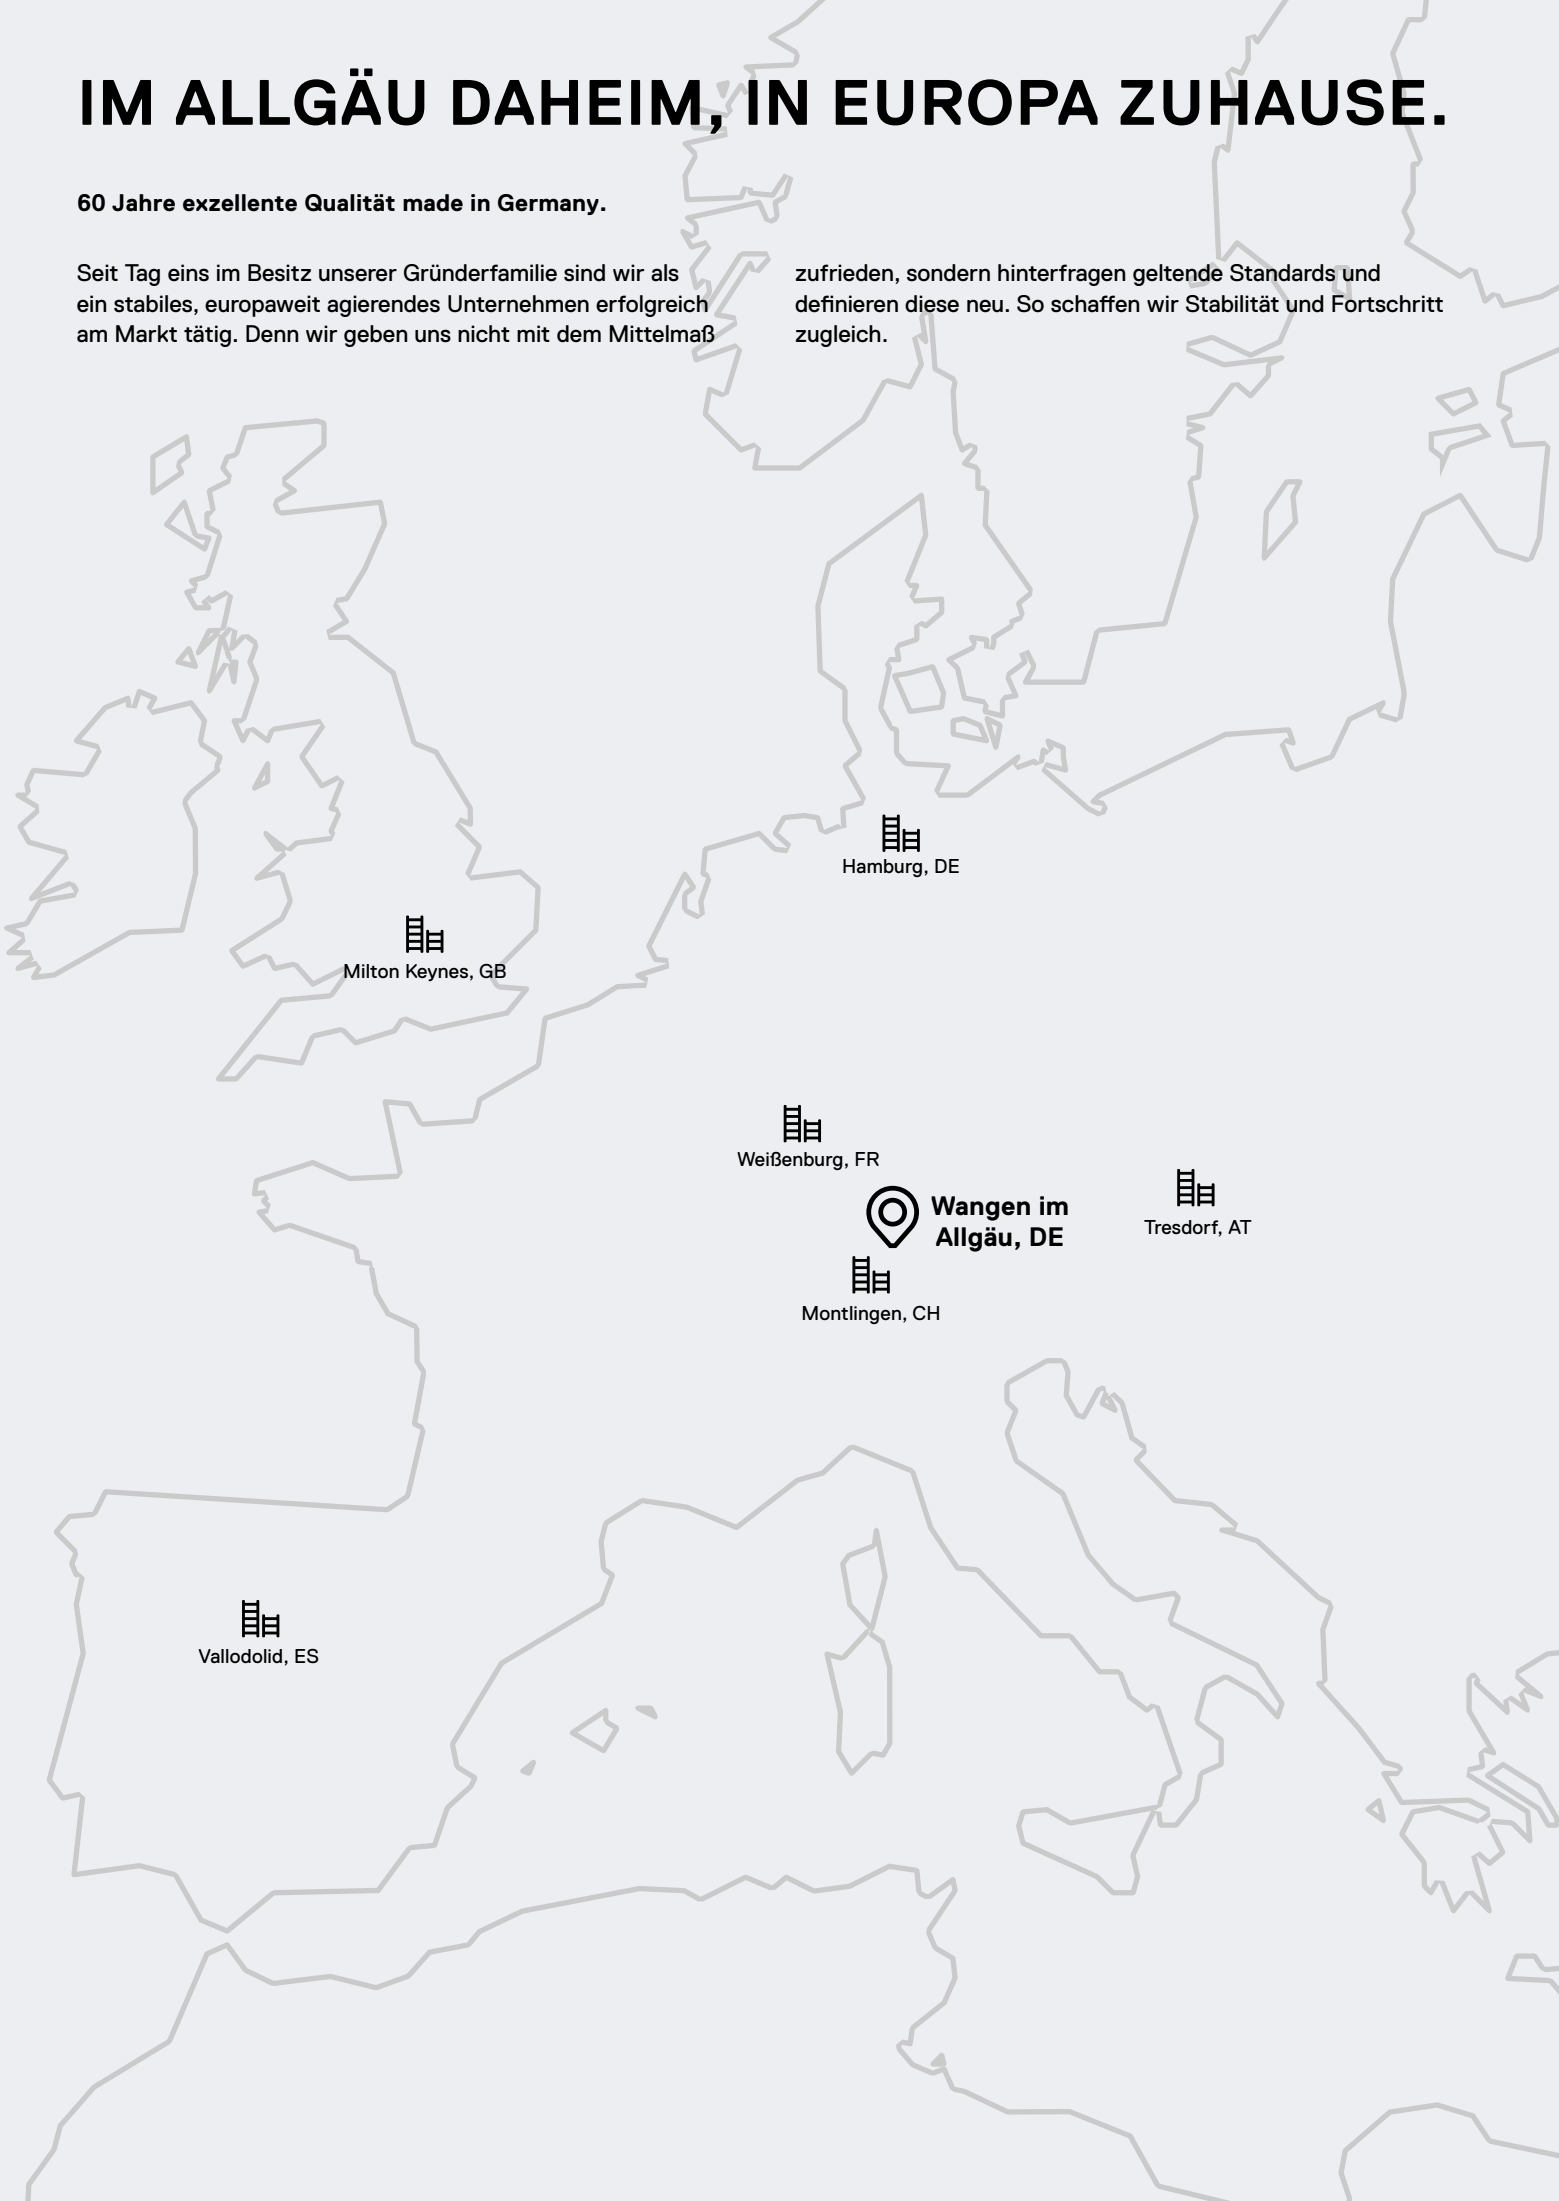 IM ALLGÄU DAHEIM, IN EUROPA ZUHAUSE.
60 Jahre exzellente Qualität made in Germany.
Seit Tag eins im Besitz unserer Gründerfamilie sind wir als
ein stabiles, europaweit agierendes Unternehmen erfolgreich
am Markt tätig. Denn wir geben uns nicht mit dem Mittelmaß
zufrieden, sondern hinterfragen geltende Standards und
definieren diese neu. So schaffen wir Stabilität und Fortschritt
zugleich.
Hamburg, DE
Milton Keynes, GB
Weißenburg, FR
Wangen im
Allgäu, DE
Tresdorf, AT
Montlingen, CH
Vallodolid, ES